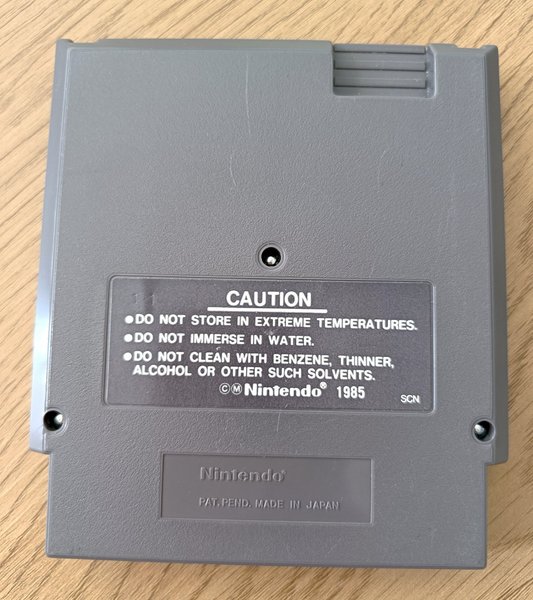 CAUTION
●DO NOT STORE IN EXTREME TEMPERATURES.
●DO NOT IMMERSE IN WATER.
●DO NOT CLEAN WITH BENZENE, THINNER,
ALCOHOL OR OTHER SUCH SOLVENTS.
©Ⓜ Nintendo® 1985
SCN
Nintendo®
PAT. PEND. MADE IN JAPAN